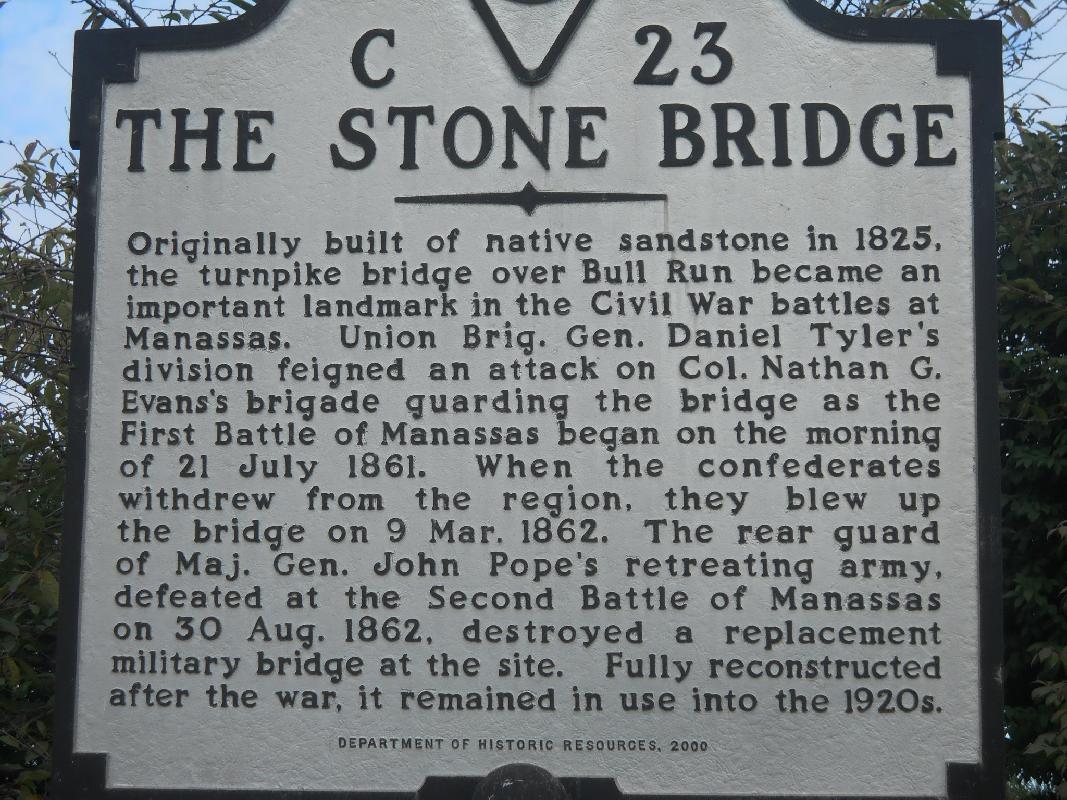 C 23
THE STONE BRIDGE
Originally built of native sandstone in 1825,
the turnpike bridge over Bull Run became an
important landmark in the Civil War battles at
Manassas. Union Brig. Gen. Daniel Tyler's
division feigned an attack on Col. Nathan G.
Evans's brigade guarding the bridge as the
First Battle of Manassas began on the morning
of 21 July 1861. When the confederates
withdrew from the region, they blew up
the bridge on 9 Mar. 1862. The rear guard
of Maj. Gen. John Pope's retreating army,
defeated at the Second Battle of Manassas
on 30 Aug. 1862, destroyed a replacement
military bridge at the site. Fully reconstructed
after the war, it remained in use into the 1920s.
DEPARTMENT OF HISTORIC RESOURCES, 2000